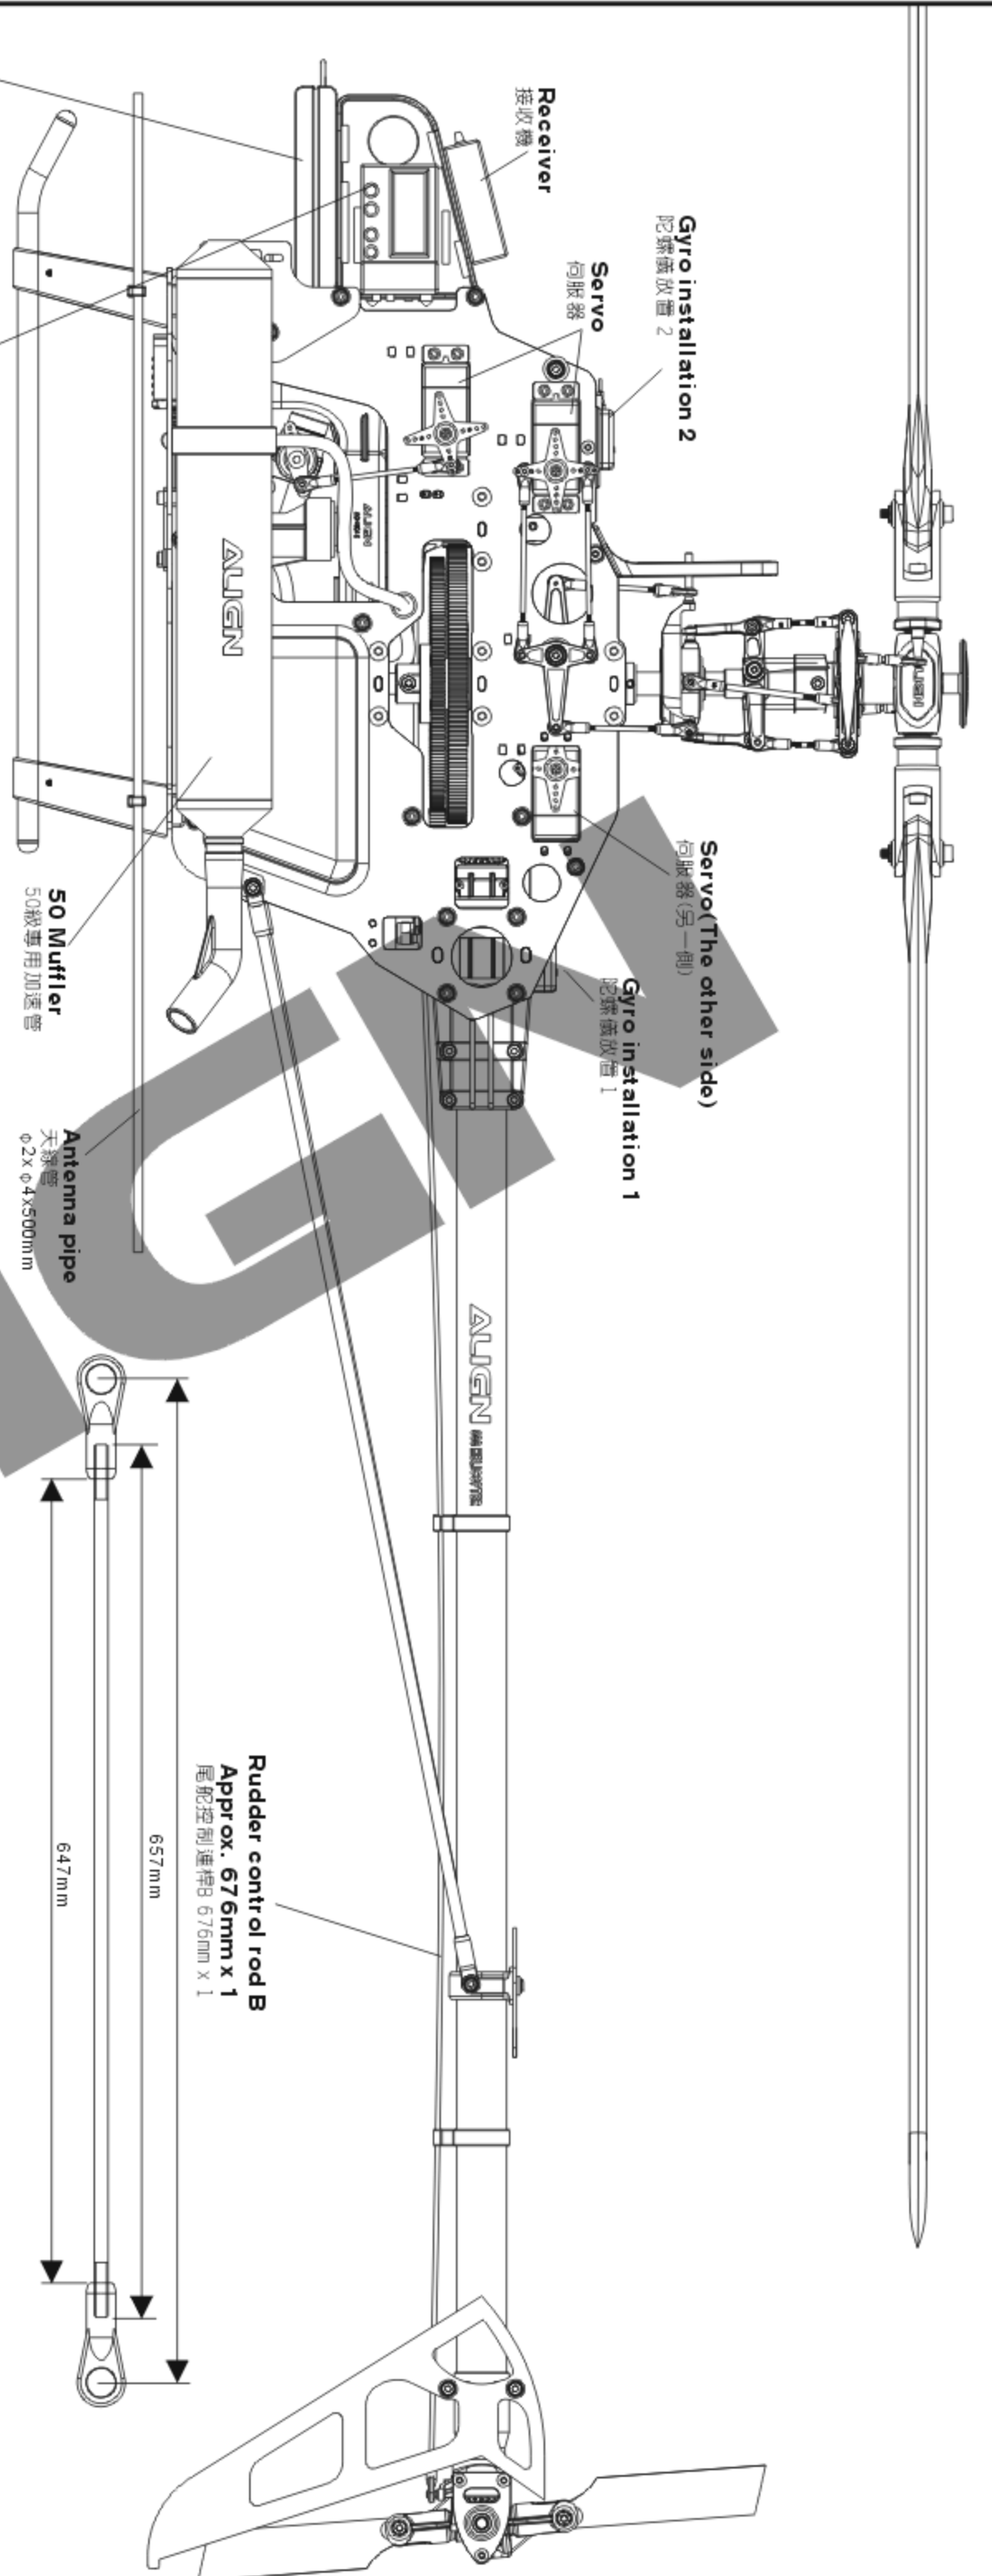 Receiver
接收機
Gyro installation 2
陀螺儀放置 2
Servo
伺服器
Servo(The other side)
伺服器(另一側)
Gyro installation 1
陀螺儀放置 1
ALIGN
ALIGN
ALIGN
ALIGN
50 Muffler
50級專用加速管
Antenna pipe
天線管
φ2xφ4x500mm
Rudder control rod B
Approx. 676mm x 1
尾舵控制連桿B 676mm x 1
657mm
647mm